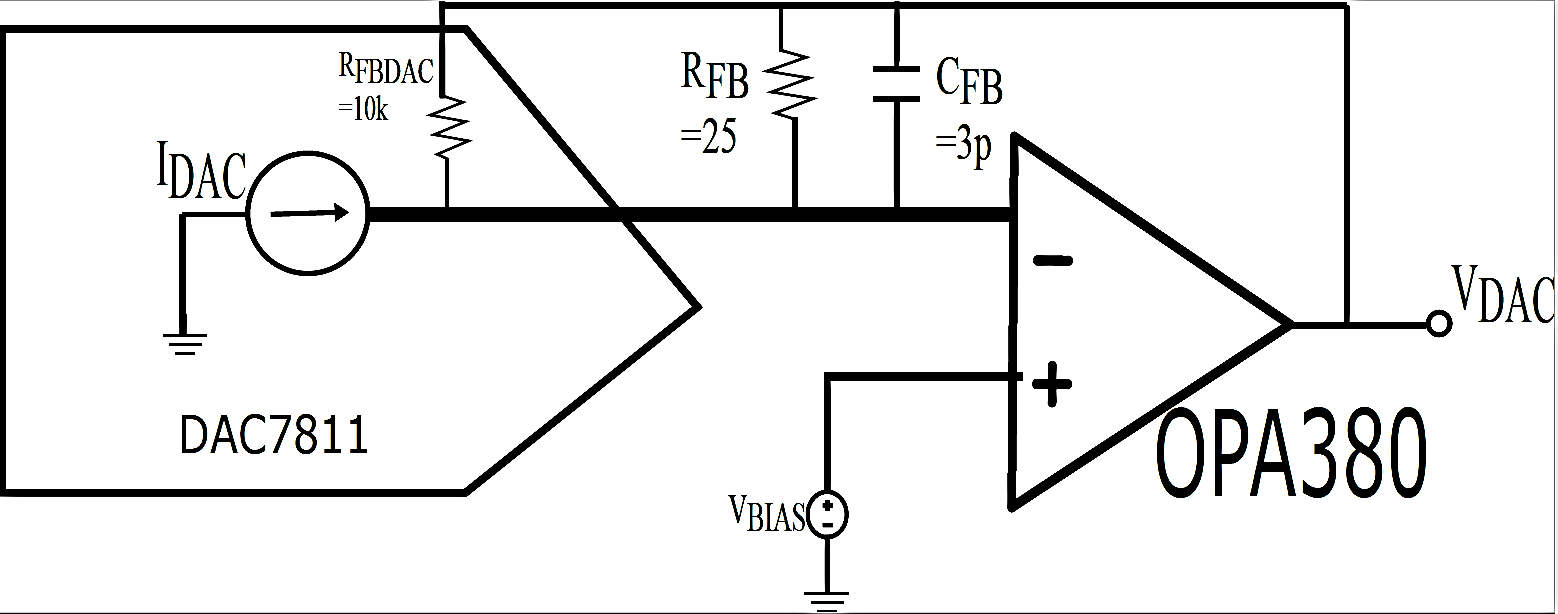 RFBDAC
=10k
RFB
=25
CFB
=3p
IDAC
−
+
VDAC
DAC7811
OPA380
VBIAS
+
-